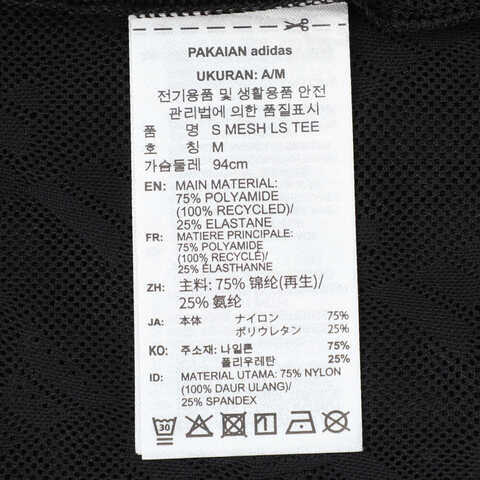 PAKAIAN adidas
UKURAN: A/M
전기용품 및 생활용품 안전
관리법에 의한 품질표시
품 명 S MESH LS TEE
호 칭 M
가슴둘레 94cm
EN: MAIN MATERIAL:
75% POLYAMIDE
(100% RECYCLED)/
25% ELASTANE
FR: MATIERE PRINCIPALE:
75% POLYAMIDE
(100% RECYCLE)/
25% ÉLASTHANNE
ZH: 主料: 75% 锦纶(再生)/
25% 氨纶
JA: 本体 ナイロン 75%
ポリウレタン 25%
KO: 주소재: 나일론 75%
폴리우레탄 25%
ID: MATERIAL UTAMA: 75% NYLON
(100% DAUR ULANG)/
25% SPANDEX
30